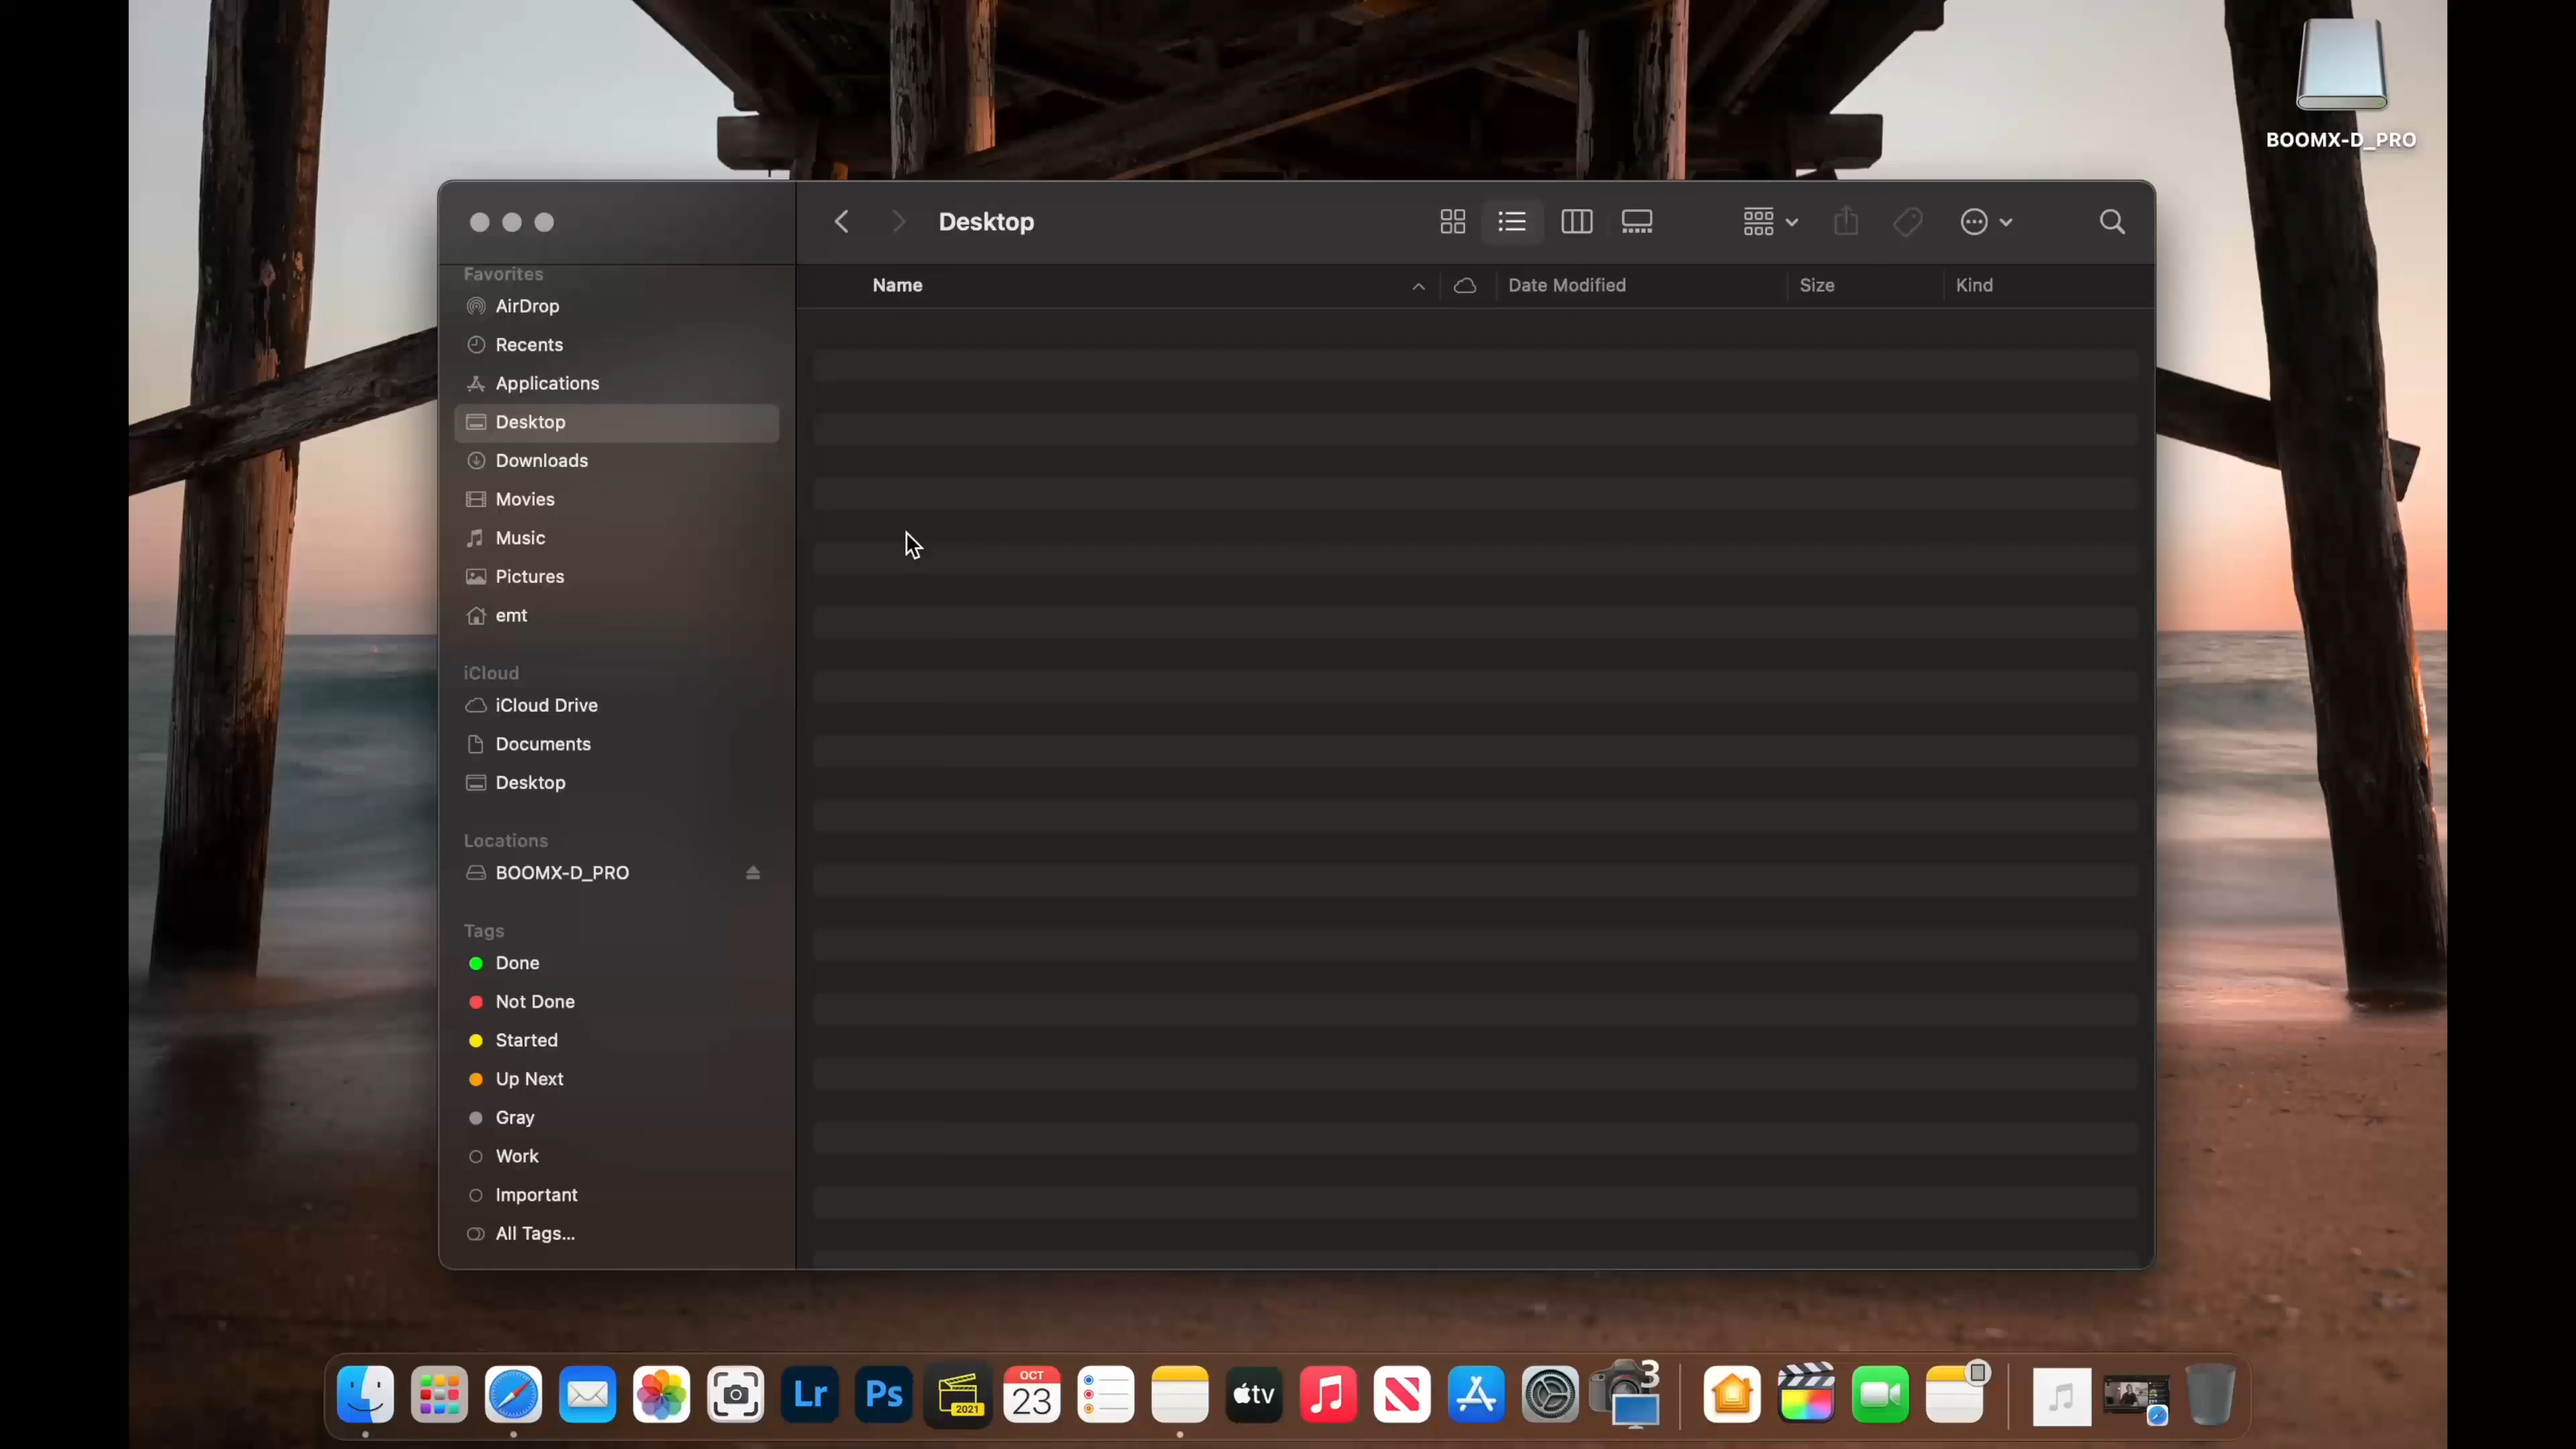 BOOMX-D_PRO
Desktop
Name
Date Modified
Size
Kind
Favorites
AirDrop
Recents
Applications
Desktop
Downloads
Movies
Music
Pictures
emt
iCloud
iCloud Drive
Documents
Desktop
Locations
BOOMX-D_PRO
Tags
Done
Not Done
Started
Up Next
Gray
Work
Important
All Tags...
Lr
Ps
2021
OCT
23
tv
3